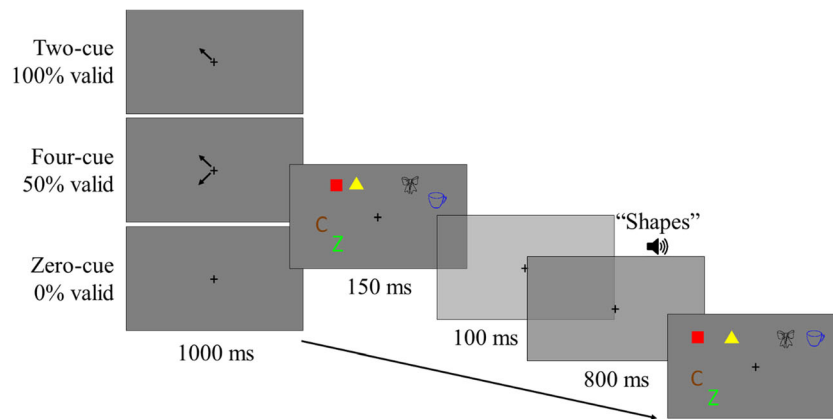 Two-cue
100% valid
Four-cue
50% valid
Zero-cue
0% valid
1000 ms
C
Z
150 ms
100 ms
“Shapes”
800 ms
C
Z